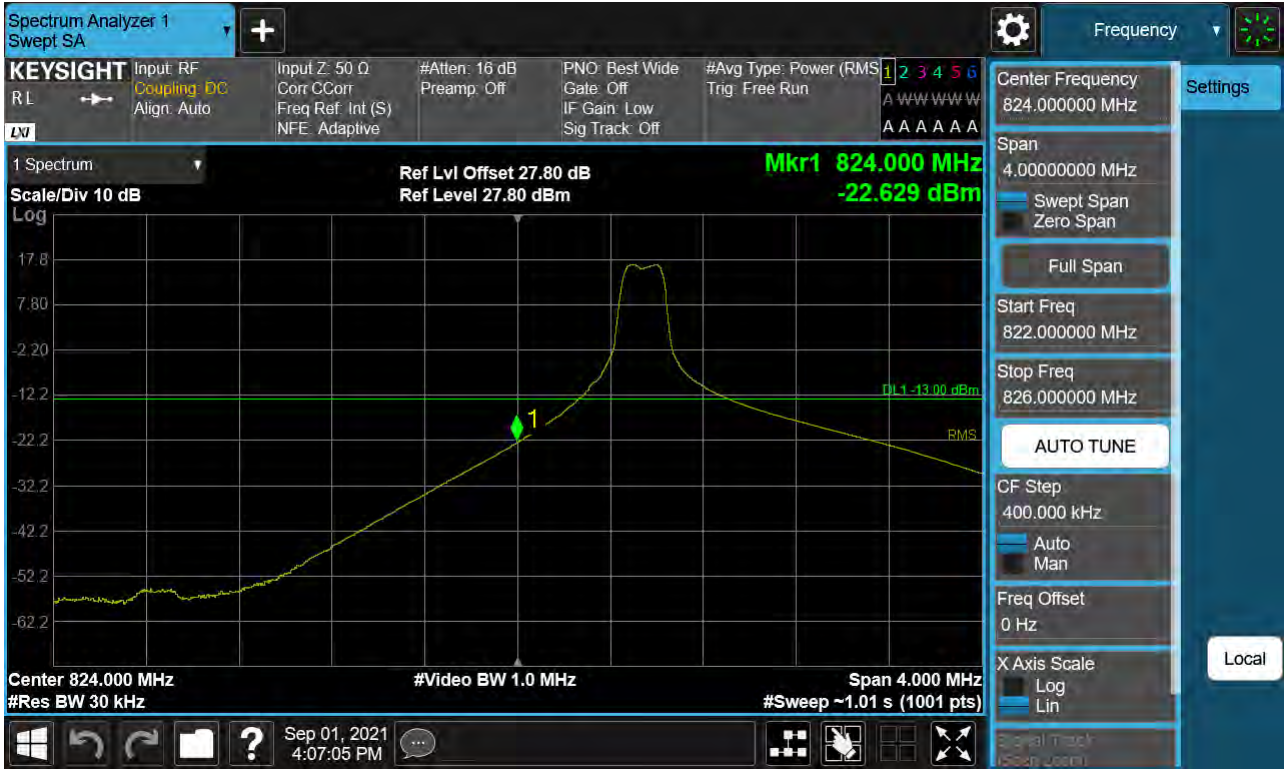 Spectrum Analyzer 1
Swept SA
+
Frequency
KEYSIGHT
R L
LXI
Input: RF
Coupling: DC
Align: Auto
Input Z: 50 Ω
Corr CCorr
Freq Ref: Int (S)
NFE: Adaptive
#Atten: 16 dB
Preamp: Off
PNO: Best Wide
Gate: Off
IF Gain: Low
Sig Track: Off
#Avg Type: Power (RMS
Trig: Free Run
1 2 3 4 5 6
A W W W W W
A A A A A A
1 Spectrum
Scale/Div 10 dB
Log
Ref Lvl Offset 27.80 dB
Ref Level 27.80 dBm
Mkr1 824.000 MHz
-22.629 dBm
17.8
7.80
-2.20
-12.2
-22.2
-32.2
-42.2
-52.2
-62.2
DL1 -13.00 dBm
1
RMS
Center 824.000 MHz
#Res BW 30 kHz
#Video BW 1.0 MHz
Span 4.000 MHz
#Sweep ~1.01 s (1001 pts)
Center Frequency
824.000000 MHz
Span
4.00000000 MHz
Swept Span
Zero Span
Full Span
Start Freq
822.000000 MHz
Stop Freq
826.000000 MHz
AUTO TUNE
CF Step
400.000 kHz
Auto
Man
Freq Offset
0 Hz
X Axis Scale
Log
Lin
Signal Track
(Span Zoom)
Settings
Local
?
Sep 01, 2021
4:07:05 PM